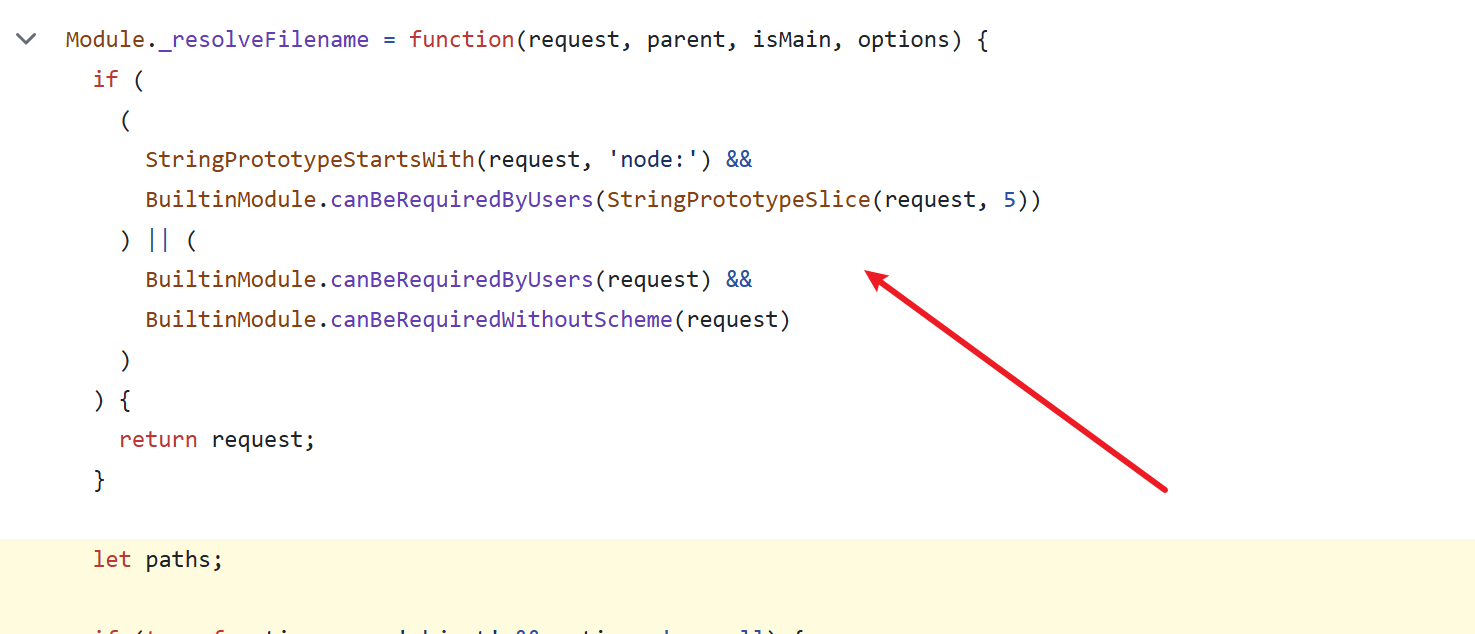 Module._resolveFilename = function(request, parent, isMain, options) {
if (
(
StringPrototypeStartsWith(request, 'node:') &&
BuiltinModule.canBeRequiredByUsers(StringPrototypeSlice(request, 5))
) || (
BuiltinModule.canBeRequiredByUsers(request) &&
BuiltinModule.canBeRequiredWithoutScheme(request)
)
) {
return request;
}
let paths;